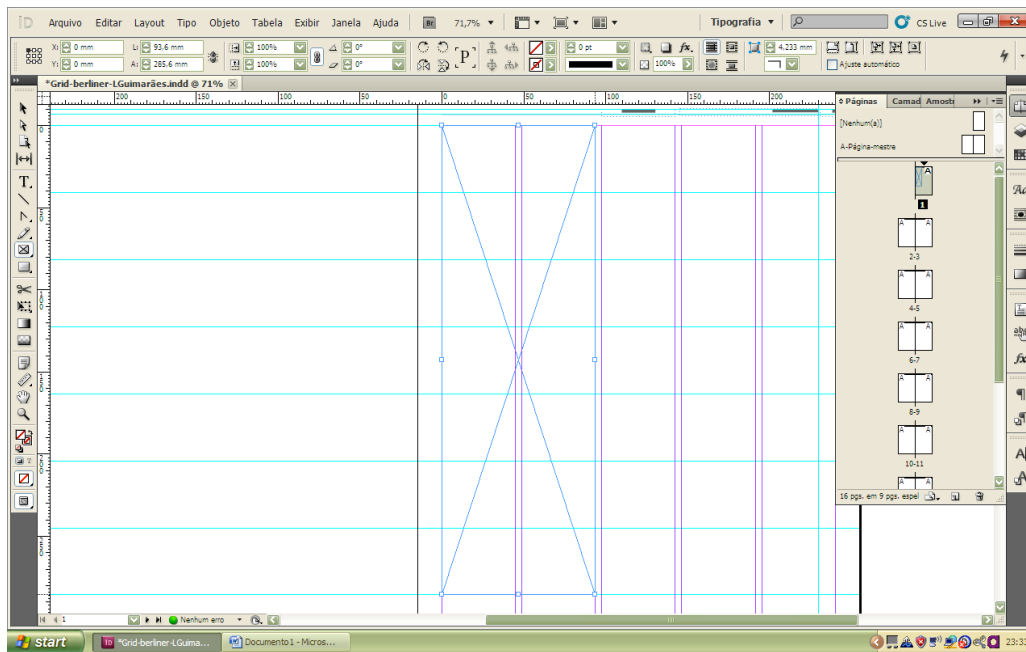 ID Arquivo Editar Layout Tipo Objeto Tabela Exibir Janela Ajuda Br 71,7% Tipografia CS Live
X: 0 mm L: 93.6 mm 100% 0° P 0 pt fx. 4.233 mm
Y: 0 mm A: 285.6 mm 100% 0° 100% Ajuste automático
*Grid-berliner-LGuimarães.indd @ 71%
200 150 100 50 0 50 100 150 200
Páginas Camad Amost
[Nenhum(a)]
A-Página-mestre
A
1
A A
2-3
A A
4-5
A A
6-7
A A
8-9
A A
10-11
A A
16 pgs. em 9 pgs. espel
T
1 Nenhum erro
start ID *Grid-berliner-LGuima... Documento1 - Micros... 23:33